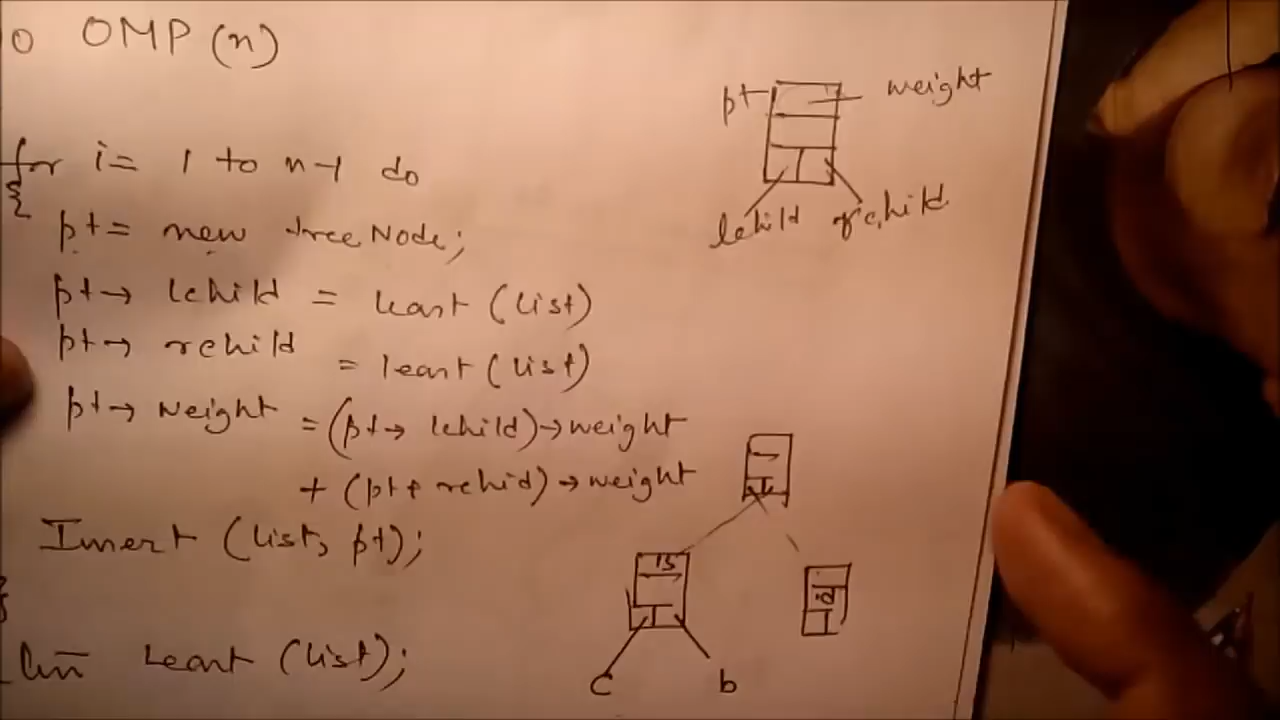 o OMP (n)
for i = 1 to n-1 do
{
pt = new treeNode;
pt → lchild = least (list)
pt → rchild = least (list)
pt → weight = (pt → lchild) → weight
+ (pt → rchid) → weight
Insert (list, pt);
}
Least (list);
pt weight
lchild rchild
15
d
c b